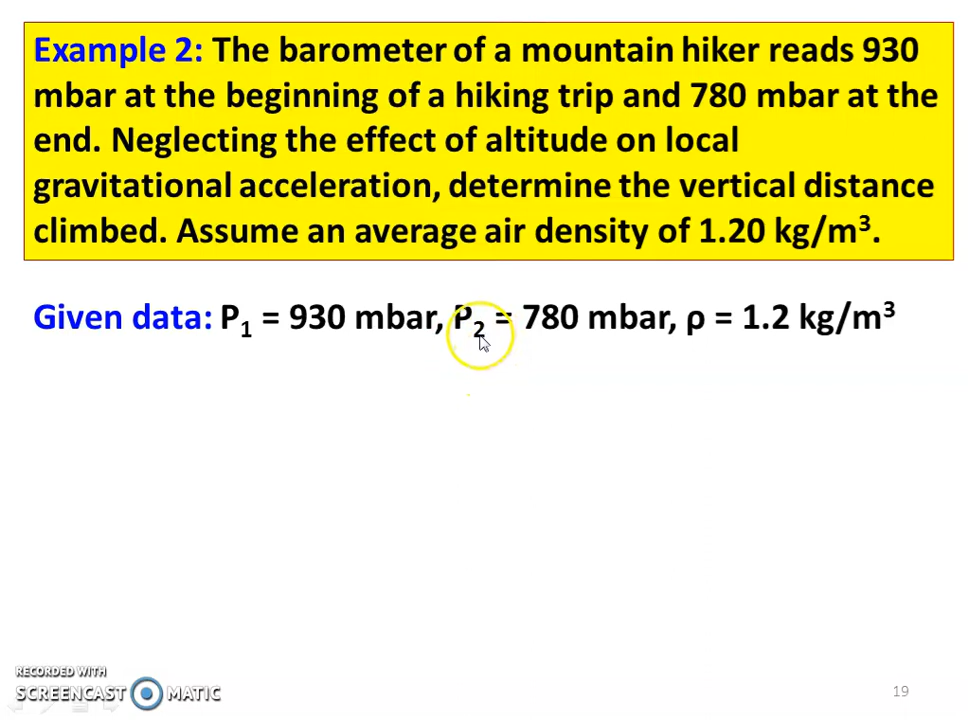 Example 2: The barometer of a mountain hiker reads 930
mbar at the beginning of a hiking trip and 780 mbar at the
end. Neglecting the effect of altitude on local
gravitational acceleration, determine the vertical distance
climbed. Assume an average air density of 1.20 kg/m³.
Given data: P₁ = 930 mbar, P₂ = 780 mbar, ρ = 1.2 kg/m³
RECORDED WITH
SCREENCAST MATIC
19